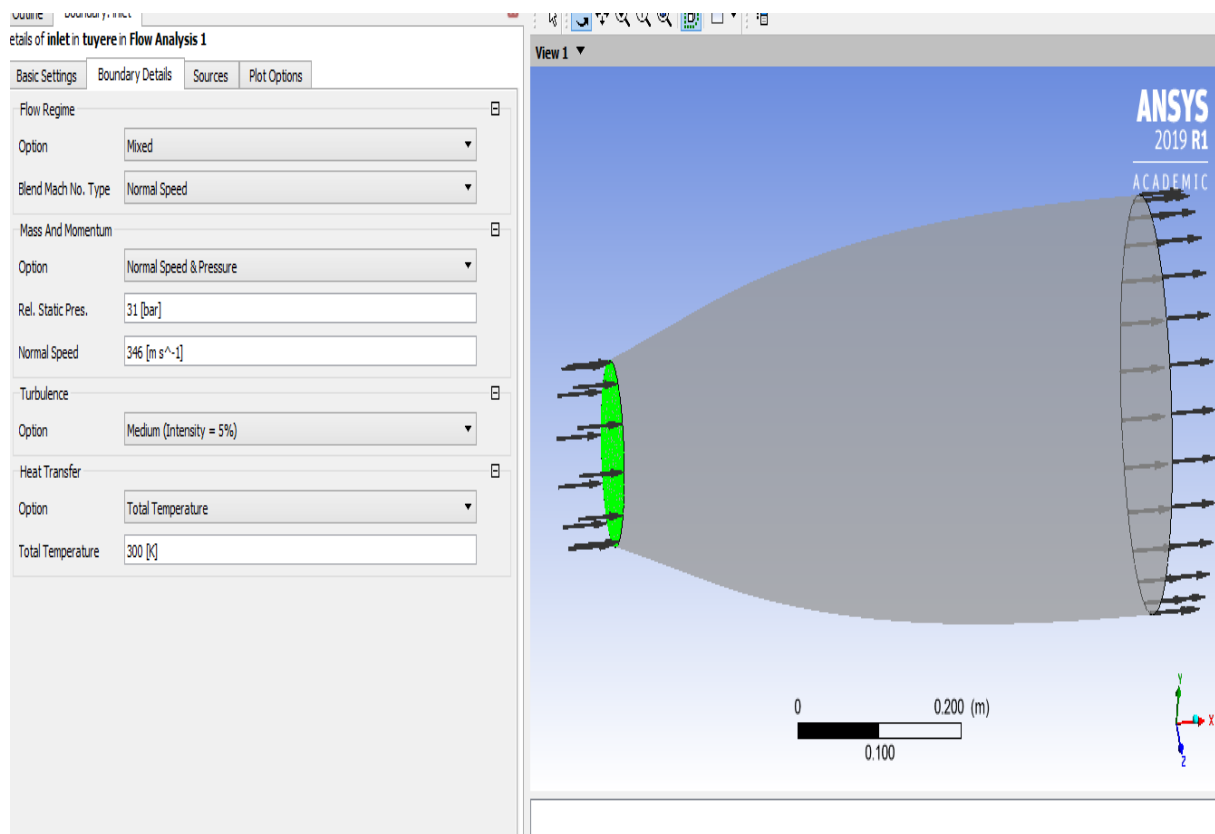 Outline Boundary: inlet
etails of inlet in tuyere in Flow Analysis 1
Basic Settings Boundary Details Sources Plot Options
Flow Regime
Option Mixed
Blend Mach No. Type Normal Speed
Mass And Momentum
Option Normal Speed & Pressure
Rel. Static Pres. 31 [bar]
Normal Speed 346 [m s^-1]
Turbulence
Option Medium (Intensity = 5%)
Heat Transfer
Option Total Temperature
Total Temperature 300 [K]
View 1
ANSYS
2019 R1
ACADEMIC
0 0.200 (m)
0.100
Y
X
Z